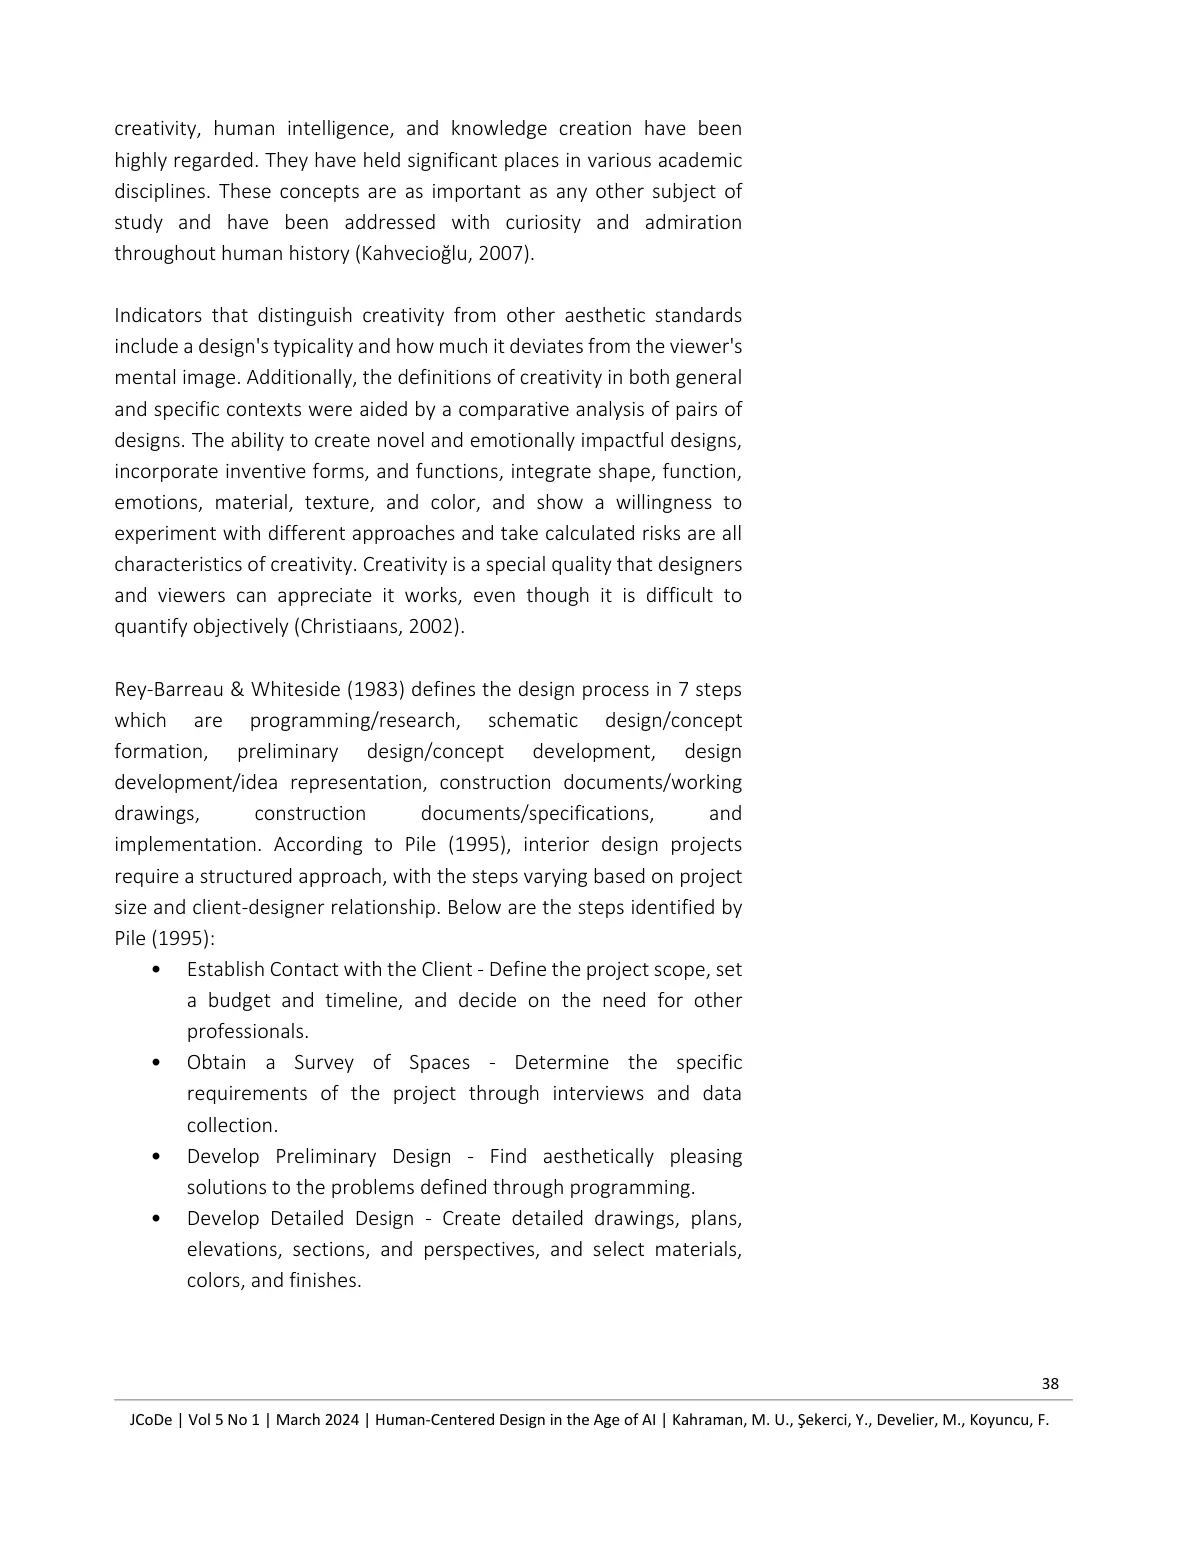 creativity, human intelligence, and knowledge creation have been
highly regarded. They have held significant places in various academic
disciplines. These concepts are as important as any other subject of
study and have been addressed with curiosity and admiration
throughout human history (Kahvecioğlu, 2007).
Indicators that distinguish creativity from other aesthetic standards
include a design's typicality and how much it deviates from the viewer's
mental image. Additionally, the definitions of creativity in both general
and specific contexts were aided by a comparative analysis of pairs of
designs. The ability to create novel and emotionally impactful designs,
incorporate inventive forms, and functions, integrate shape, function,
emotions, material, texture, and color, and show a willingness to
experiment with different approaches and take calculated risks are all
characteristics of creativity. Creativity is a special quality that designers
and viewers can appreciate it works, even though it is difficult to
quantify objectively (Christiaans, 2002).
Rey-Barreau & Whiteside (1983) defines the design process in 7 steps
which are programming/research, schematic design/concept
formation, preliminary design/concept development, design
development/idea representation, construction documents/working
drawings, construction documents/specifications, and
implementation. According to Pile (1995), interior design projects
require a structured approach, with the steps varying based on project
size and client-designer relationship. Below are the steps identified by
Pile (1995):
• Establish Contact with the Client - Define the project scope, set
a budget and timeline, and decide on the need for other
professionals.
• Obtain a Survey of Spaces - Determine the specific
requirements of the project through interviews and data
collection.
• Develop Preliminary Design - Find aesthetically pleasing
solutions to the problems defined through programming.
• Develop Detailed Design - Create detailed drawings, plans,
elevations, sections, and perspectives, and select materials,
colors, and finishes.
38
JCoDe | Vol 5 No 1 | March 2024 | Human-Centered Design in the Age of AI | Kahraman, M. U., Şekerci, Y., Develier, M., Koyuncu, F.